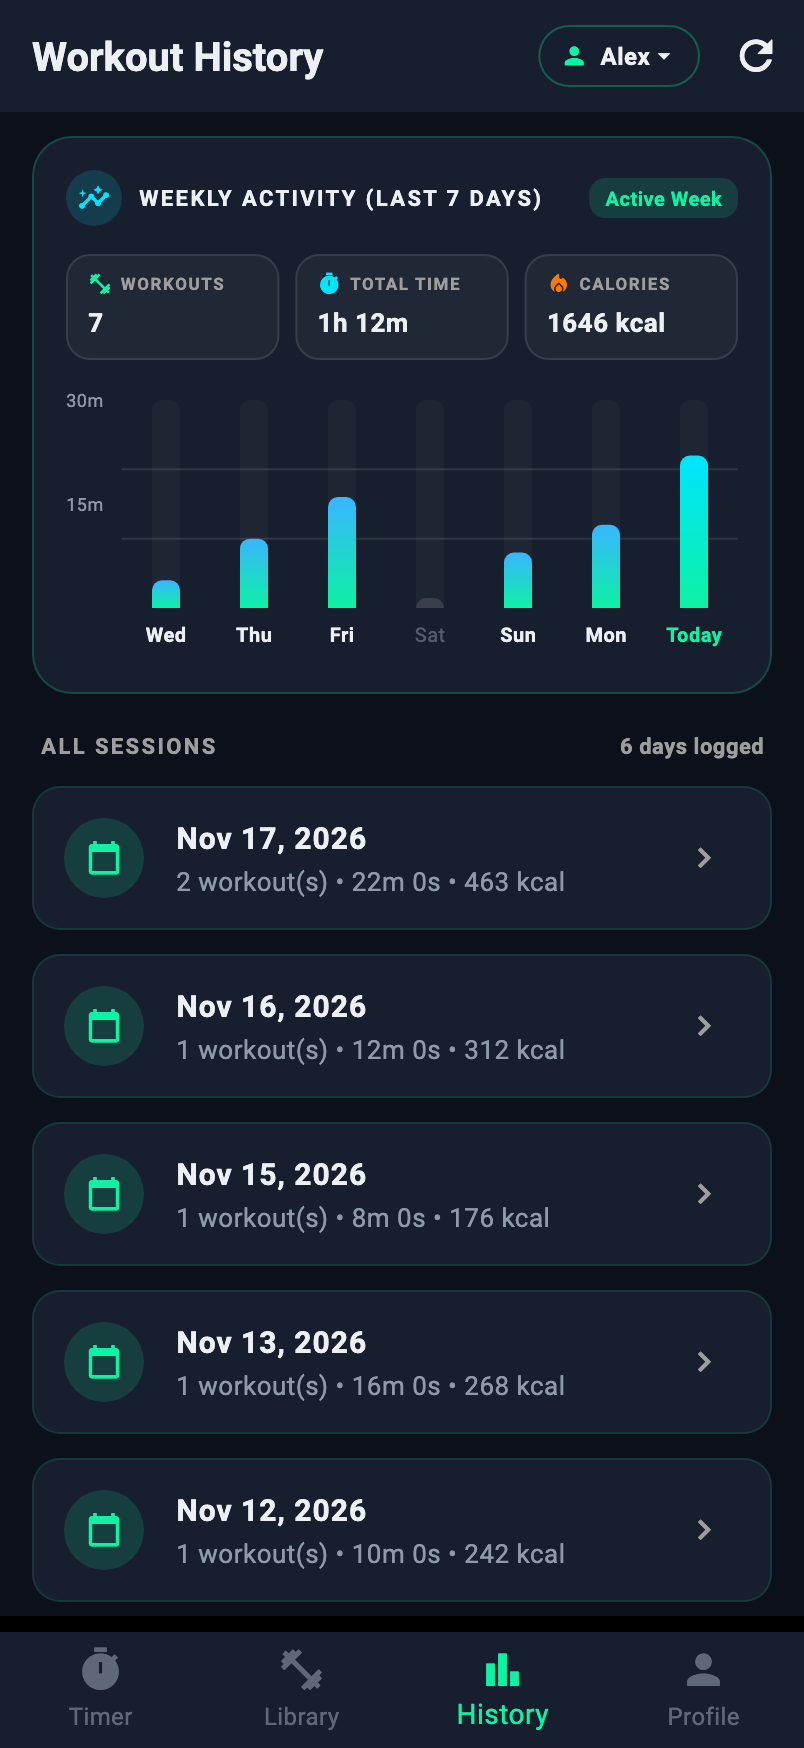 Workout History
Alex
WEEKLY ACTIVITY (LAST 7 DAYS)
Active Week
WORKOUTS
7
TOTAL TIME
1h 12m
CALORIES
1646 kcal
30m
15m
Wed Thu Fri Sat Sun Mon Today
ALL SESSIONS
6 days logged
Nov 17, 2026
2 workout(s) • 22m 0s • 463 kcal
Nov 16, 2026
1 workout(s) • 12m 0s • 312 kcal
Nov 15, 2026
1 workout(s) • 8m 0s • 176 kcal
Nov 13, 2026
1 workout(s) • 16m 0s • 268 kcal
Nov 12, 2026
1 workout(s) • 10m 0s • 242 kcal
Timer Library History Profile